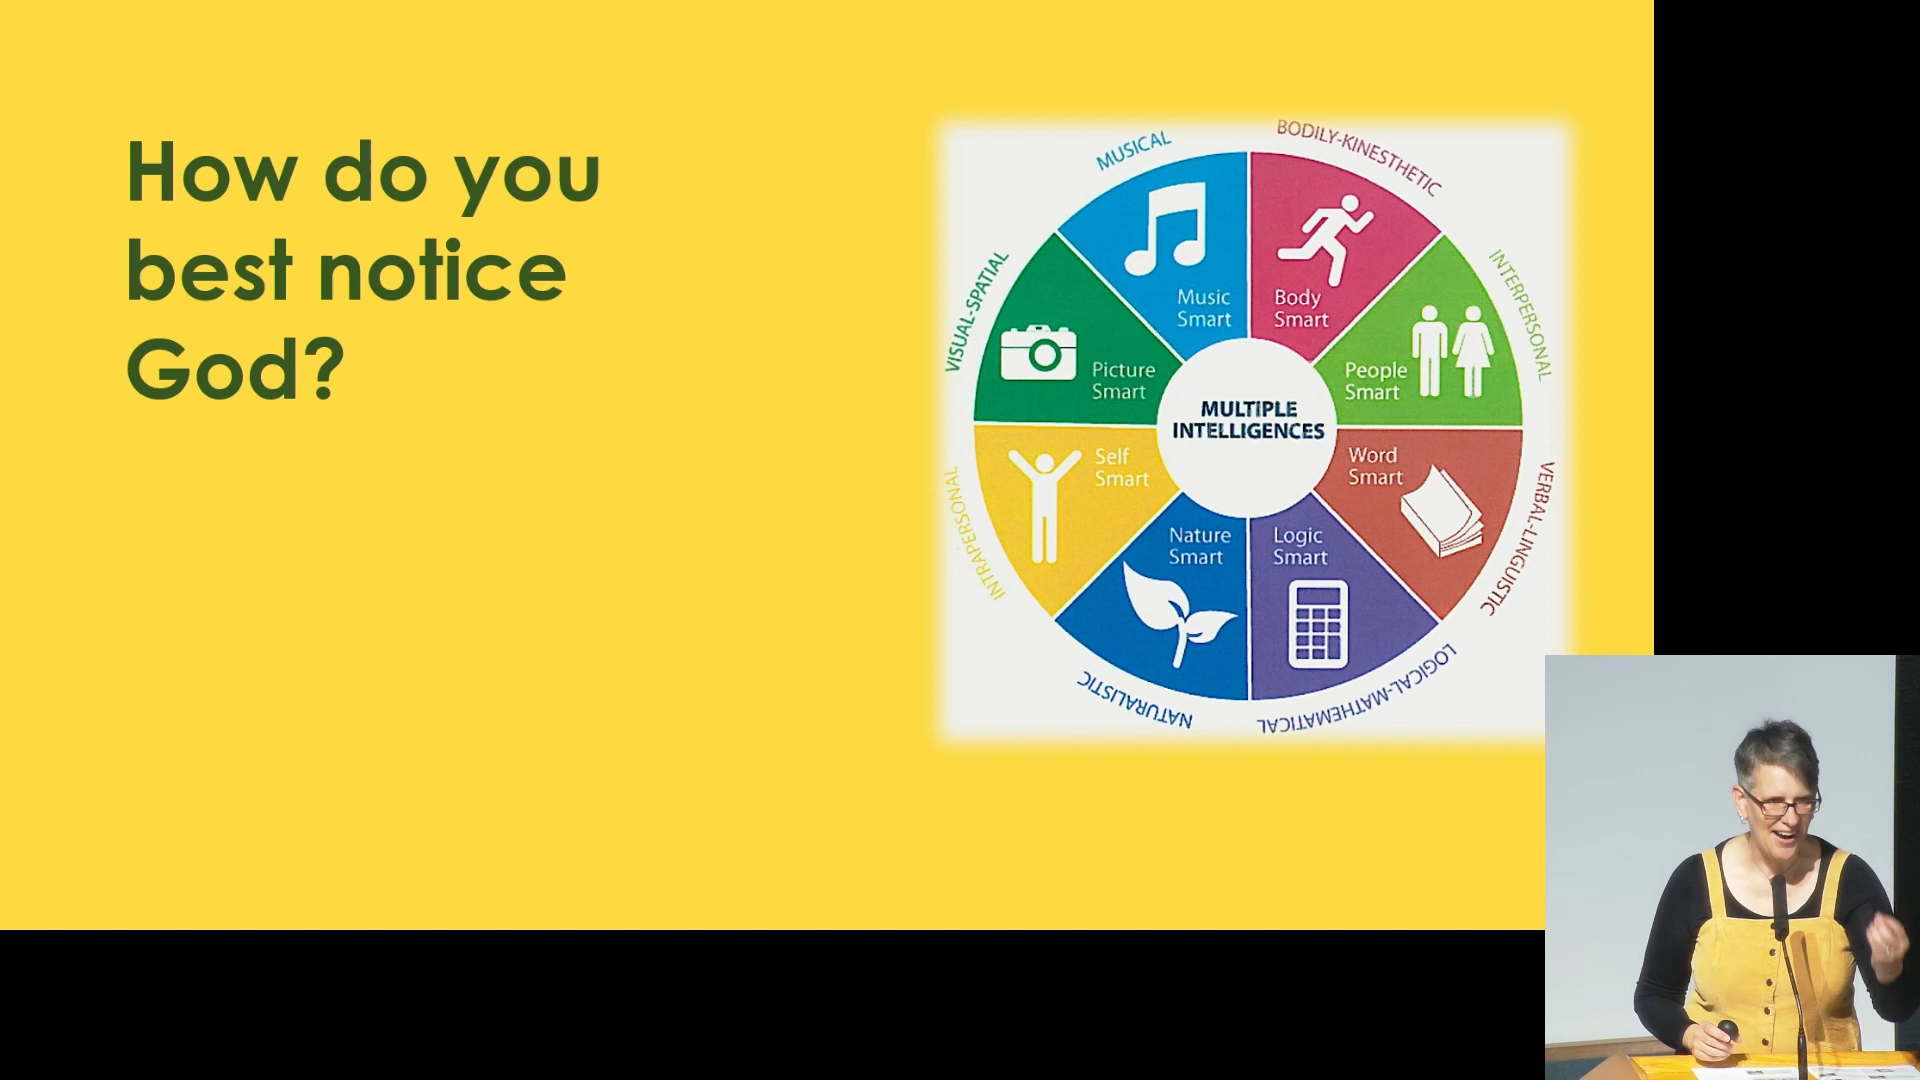 How do you
best notice
God?
MUSICAL
BODILY-KINESTHETIC
VISUAL-SPATIAL
INTERPERSONAL
Music
Smart
Body
Smart
Picture
Smart
People
Smart
MULTIPLE
INTELLIGENCES
Self
Smart
Word
Smart
Nature
Smart
Logic
Smart
INTRAPERSONAL
VERBAL-LINGUISTIC
NATURALISTIC
LOGICAL-MATHEMATICAL